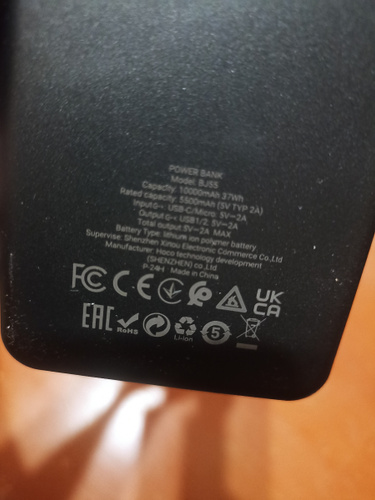 POWER BANK
Model: BJ55
Capacity: 10000mAh 37Wh
Rated capacity: 5500mAh (5V TYP 2A)
Input: USB-C/Micro: 5V⎓2A
Output: USB1/2: 5V⎓2A
Total output: 5V⎓2A MAX
Battery Type: lithium ion polymer battery
Supervise: Shenzhen Xinou Electronic Commerce Co.,Ltd
Manufacturer: Hoco technology development
(SHENZHEN) co.,Ltd
Made in China
FC CE UK CA
EAC RoHS Li-ion 5